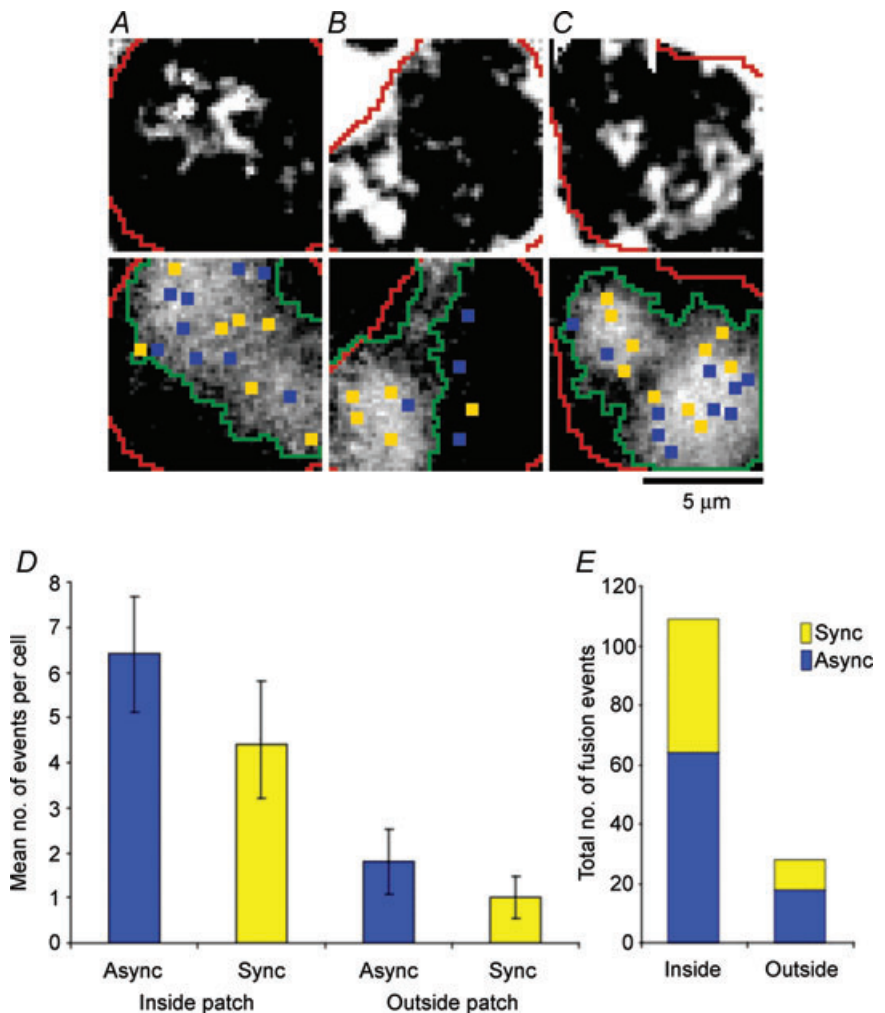 A B C
5 μm
D
Mean no. of events per cell
8
7
6
5
4
3
2
1
0
Async Sync Async Sync
Inside patch Outside patch
E
Total no. of fusion events
120
100
80
60
40
20
0
Sync
Async
Inside Outside